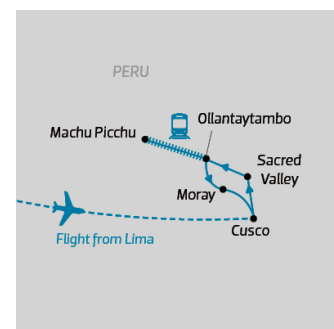 PERU
Ollantaytambo
Machu Picchu
Sacred
Valley
Moray
Cusco
Flight from Lima